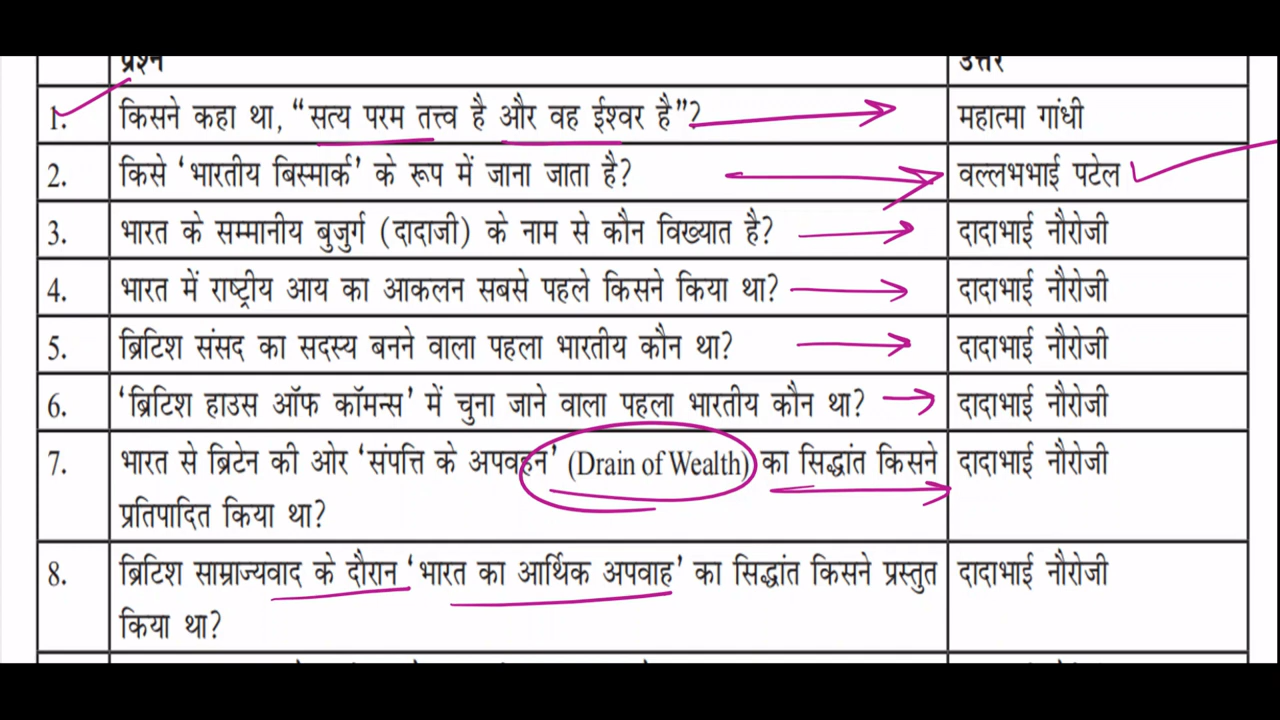 प्रश्न उत्तर
1. किसने कहा था, “सत्य परम तत्त्व है और वह ईश्वर है”? महात्मा गांधी
2. किसे ‘भारतीय बिस्मार्क’ के रूप में जाना जाता है? वल्लभभाई पटेल
3. भारत के सम्मानीय बुजुर्ग (दादाजी) के नाम से कौन विख्यात है? दादाभाई नौरोजी
4. भारत में राष्ट्रीय आय का आकलन सबसे पहले किसने किया था? दादाभाई नौरोजी
5. ब्रिटिश संसद का सदस्य बनने वाला पहला भारतीय कौन था? दादाभाई नौरोजी
6. ‘ब्रिटिश हाउस ऑफ कॉमन्स’ में चुना जाने वाला पहला भारतीय कौन था? दादाभाई नौरोजी
7. भारत से ब्रिटेन की ओर ‘संपत्ति के अपवहन’ (Drain of Wealth) का सिद्धांत किसने दादाभाई नौरोजी
प्रतिपादित किया था?
8. ब्रिटिश साम्राज्यवाद के दौरान ‘भारत का आर्थिक अपवाह’ का सिद्धांत किसने प्रस्तुत दादाभाई नौरोजी
किया था?